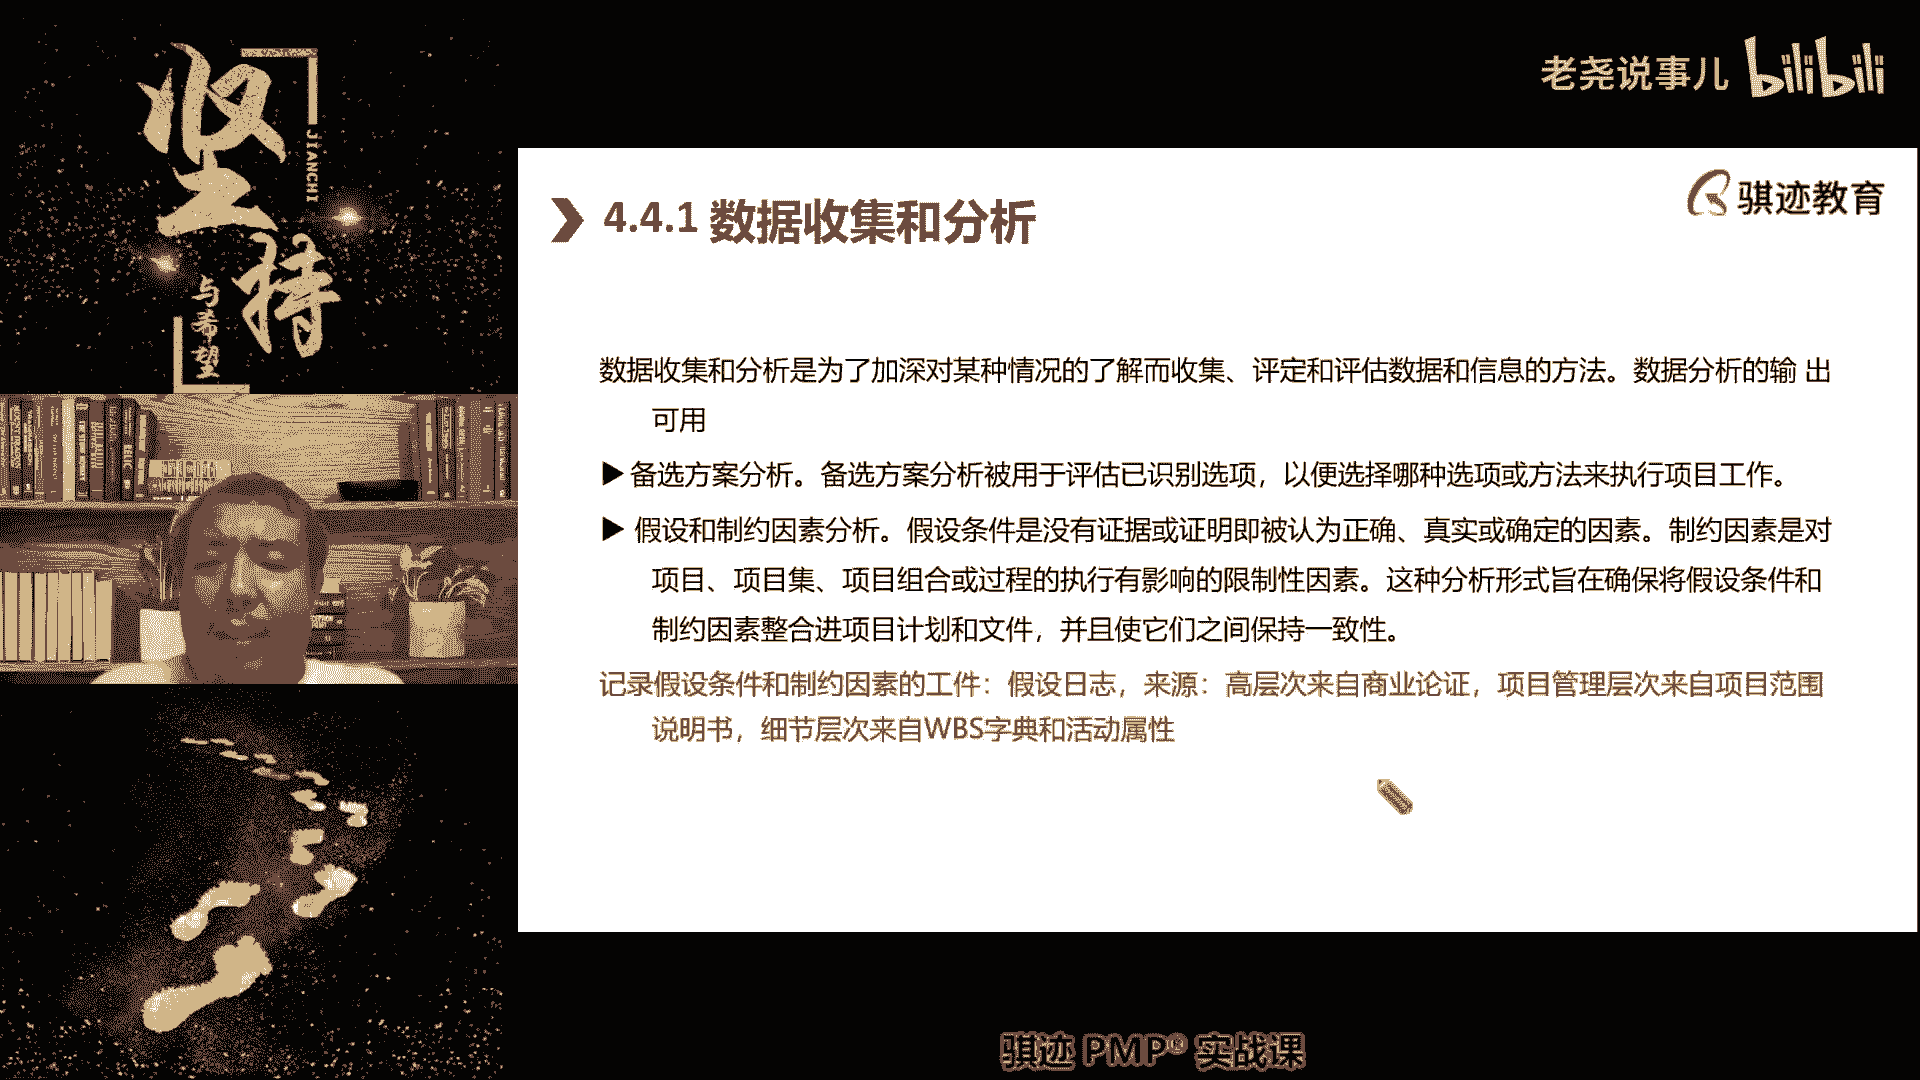 坚持
JIANCHI
与希望
老尧说事儿 bilibili
骐迹教育
4.4.1 数据收集和分析
数据收集和分析是为了加深对某种情况的了解而收集、评定和评估数据和信息的方法。数据分析的输 出
可用
▶ 备选方案分析。备选方案分析被用于评估已识别选项，以便选择哪种选项或方法来执行项目工作。
▶ 假设和制约因素分析。假设条件是没有证据或证明即被认为正确、真实或确定的因素。制约因素是对
项目、项目集、项目组合或过程的执行有影响的限制性因素。这种分析形式旨在确保将假设条件和
制约因素整合进项目计划和文件，并且使它们之间保持一致性。
记录假设条件和制约因素的工件：假设日志，来源：高层次来自商业论证，项目管理层次来自项目范围
说明书，细节层次来自WBS字典和活动属性
骐迹 PMP® 实战课